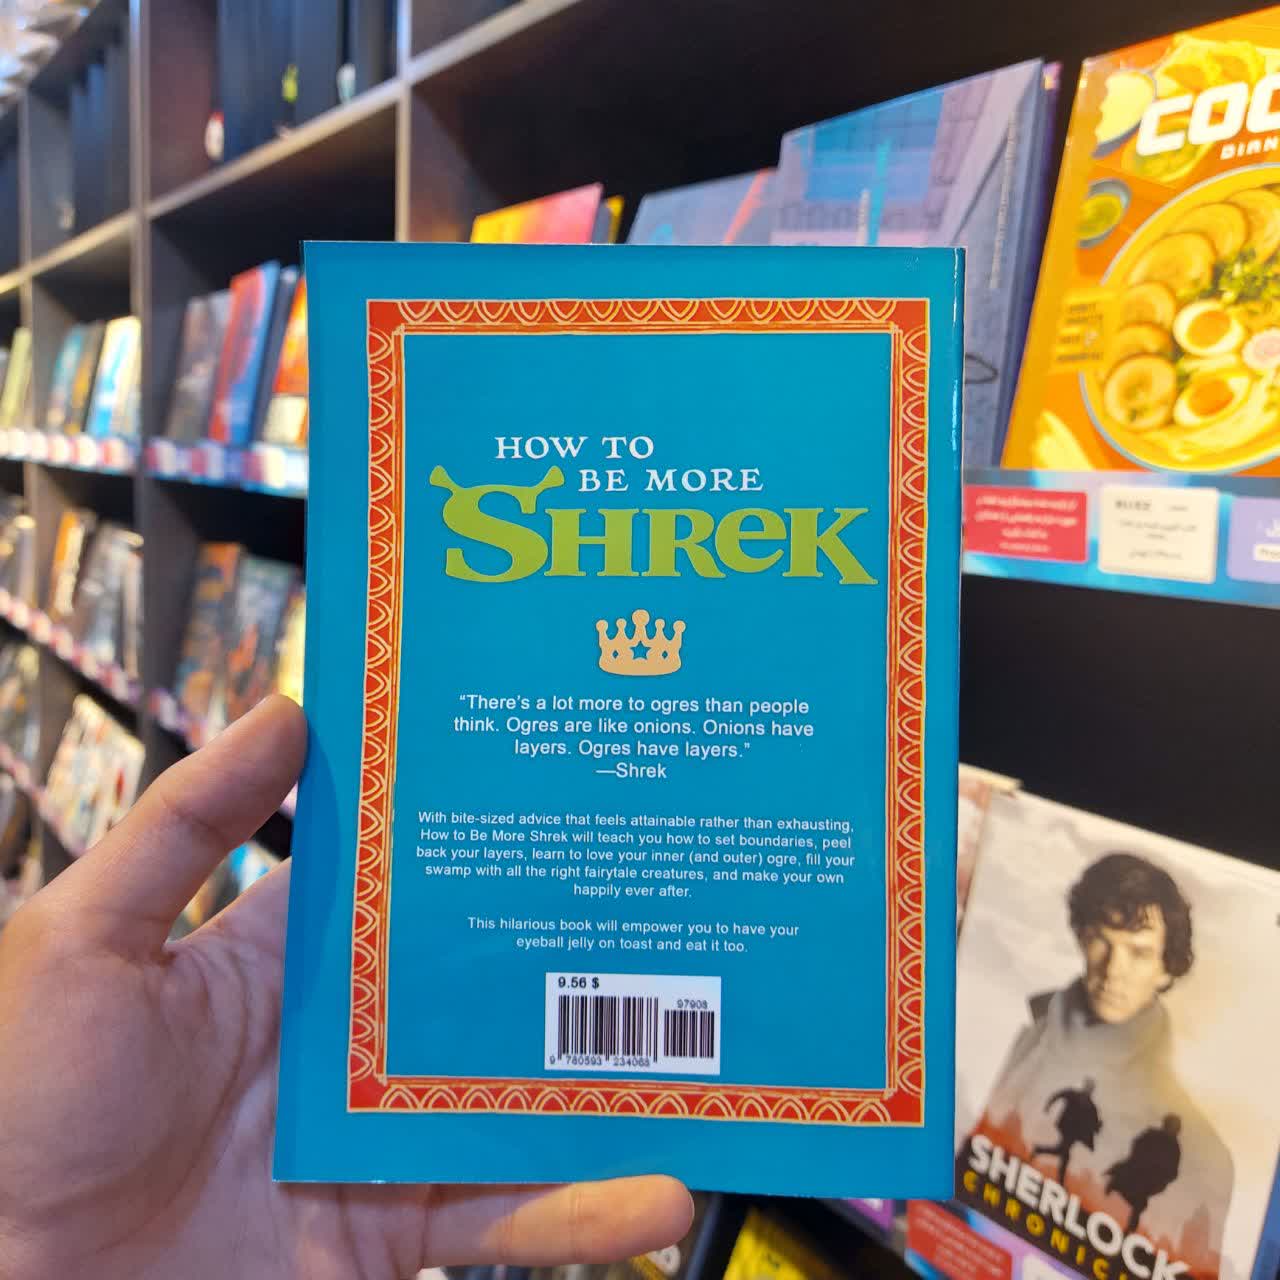 HOW TO
BE MORE
SHREK
“There’s a lot more to ogres than people
think. Ogres are like onions. Onions have
layers. Ogres have layers.”
—Shrek
With bite-sized advice that feels attainable rather than exhausting,
How to Be More Shrek will teach you how to set boundaries, peel
back your layers, learn to love your inner (and outer) ogre, fill your
swamp with all the right fairytale creatures, and make your own
happily ever after.
This hilarious book will empower you to have your
eyeball jelly on toast and eat it too.
9.56 $
97908
9 780593 234068
SHERLOCK